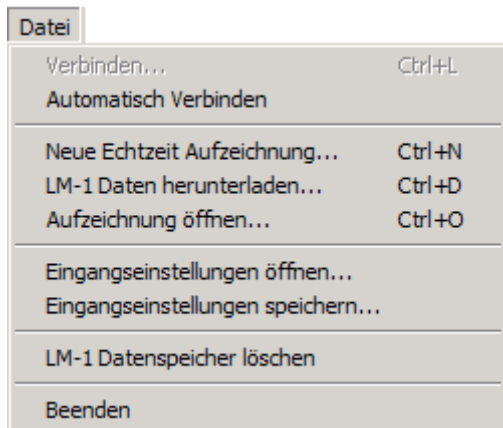 Datei
Verbinden... Ctrl+L
Automatisch Verbinden
Neue Echtzeit Aufzeichnung... Ctrl+N
LM-1 Daten herunterladen... Ctrl+D
Aufzeichnung öffnen... Ctrl+O
Eingangseinstellungen öffnen...
Eingangseinstellungen speichern...
LM-1 Datenspeicher löschen
Beenden